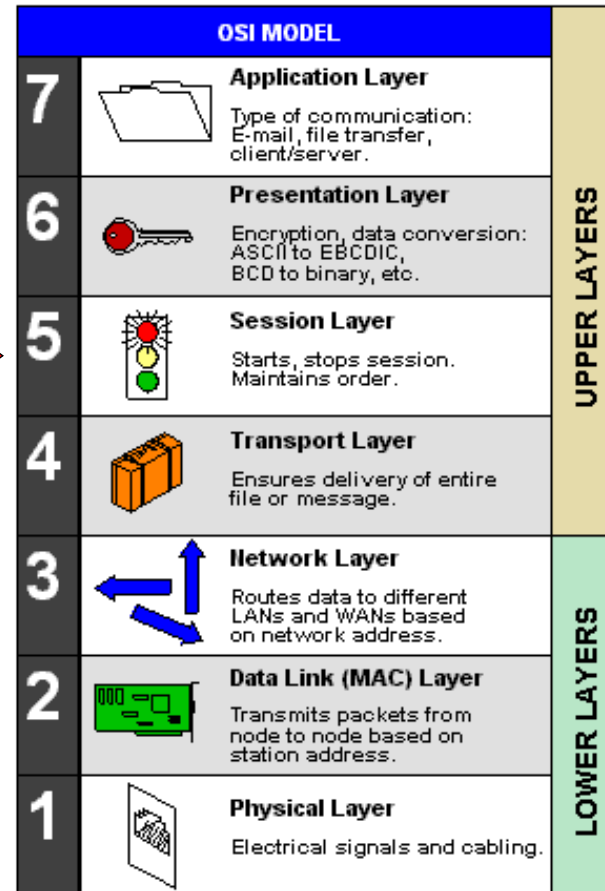 OSI MODEL
7
Application Layer
Type of communication:
E-mail, file transfer,
client/server.
6
Presentation Layer
Encryption, data conversion:
ASCII to EBCDIC,
BCD to binary, etc.
5
Session Layer
Starts, stops session.
Maintains order.
4
Transport Layer
Ensures delivery of entire
file or message.
UPPER LAYERS
3
Network Layer
Routes data to different
LANs and WANs based
on network address.
2
Data Link (MAC) Layer
Transmits packets from
node to node based on
station address.
1
Physical Layer
Electrical signals and cabling.
LOWER LAYERS